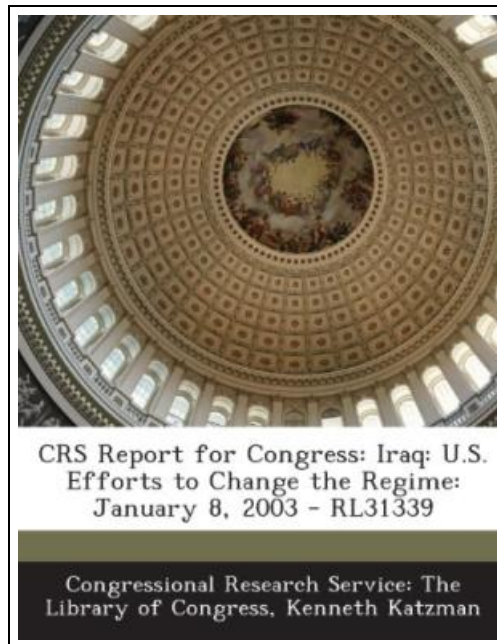 CRS Report for Congress: Iraq: U.S.
Efforts to Change the Regime:
January 8, 2003 - RL31339
Congressional Research Service: The
Library of Congress, Kenneth Katzman